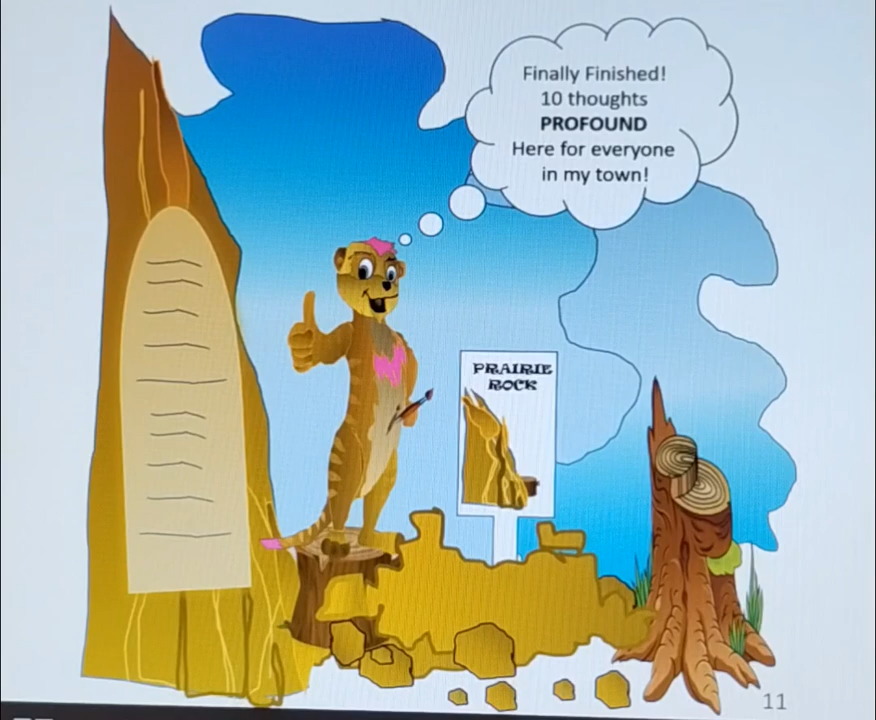 Finally Finished!
10 thoughts
PROFOUND
Here for everyone
in my town!
PRAIRIE
ROCK
11